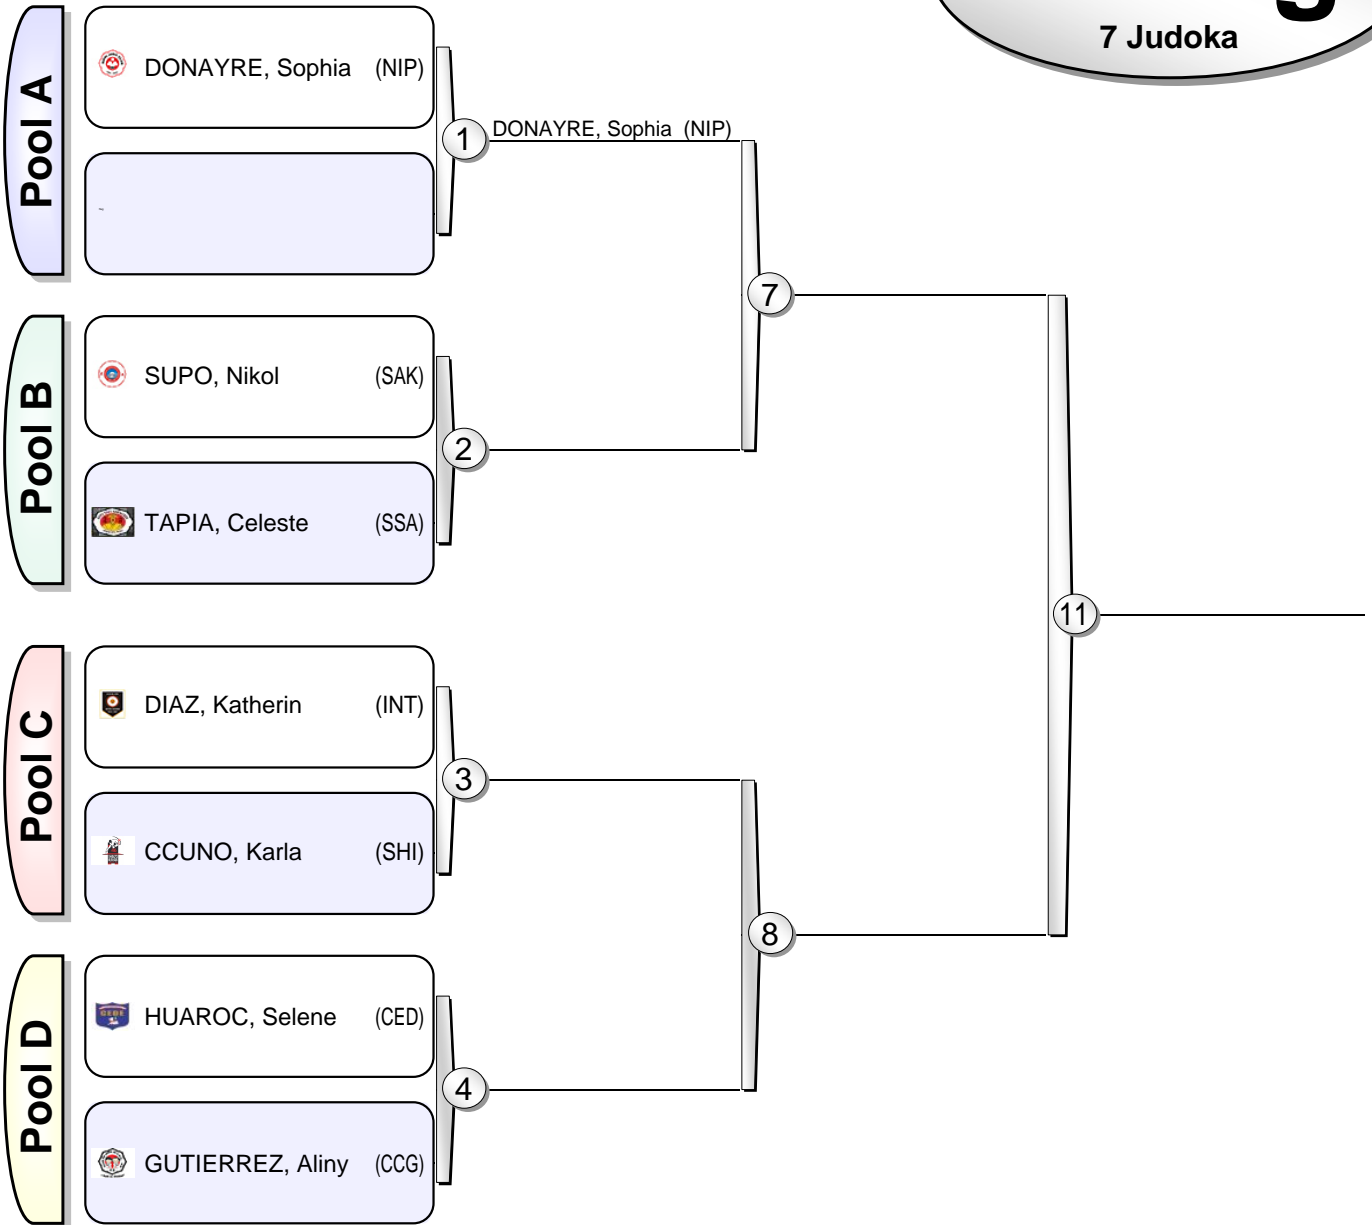 7 Judoka
Pool A
DONAYRE, Sophia (NIP)
-
1
DONAYRE, Sophia (NIP)
7
Pool B
SUPO, Nikol (SAK)
2
TAPIA, Celeste (SSA)
11
Pool C
DIAZ, Katherin (INT)
3
CCUNO, Karla (SHI)
8
Pool D
HUAROC, Selene (CED)
4
GUTIERREZ, Aliny (CCG)